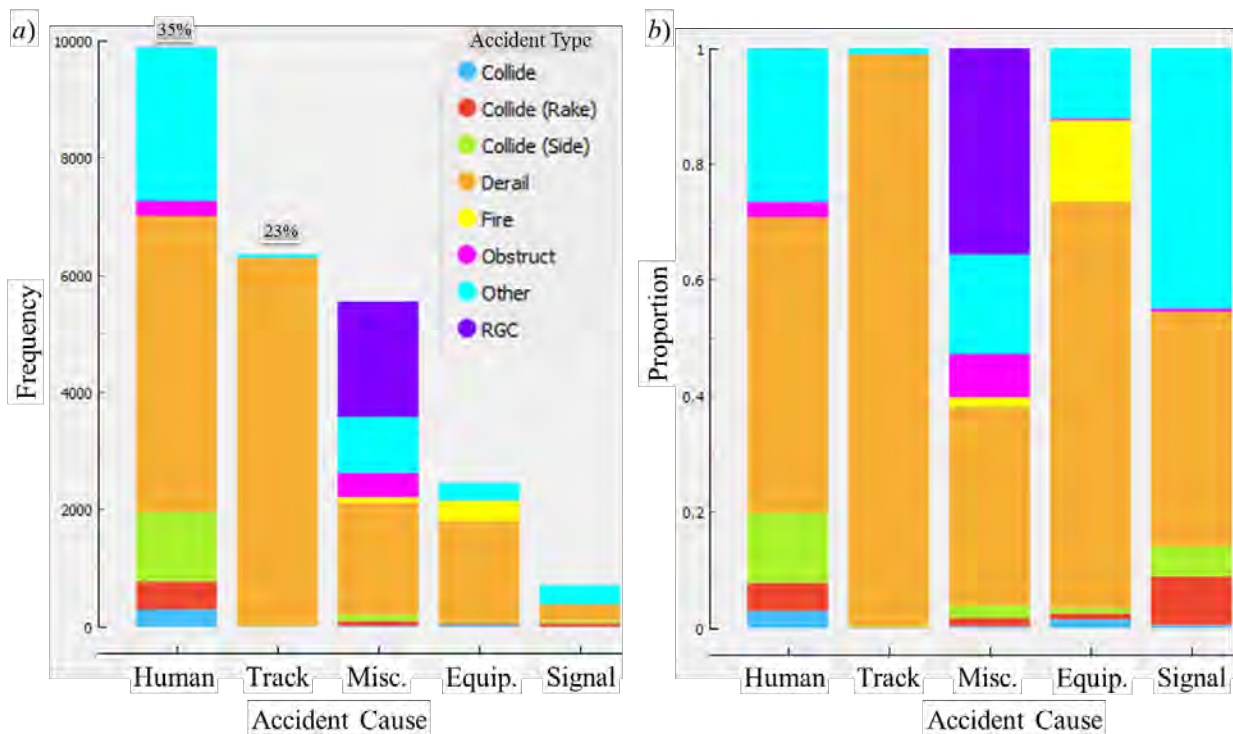 a)
35%
10000
8000
6000
4000
2000
0
Frequency
23%
Accident Type
Collide
Collide (Rake)
Collide (Side)
Derail
Fire
Obstruct
Other
RGC
Human Track Misc. Equip. Signal
Accident Cause
b)
1
0.8
0.6
0.4
0.2
0
Proportion
Human Track Misc. Equip. Signal
Accident Cause